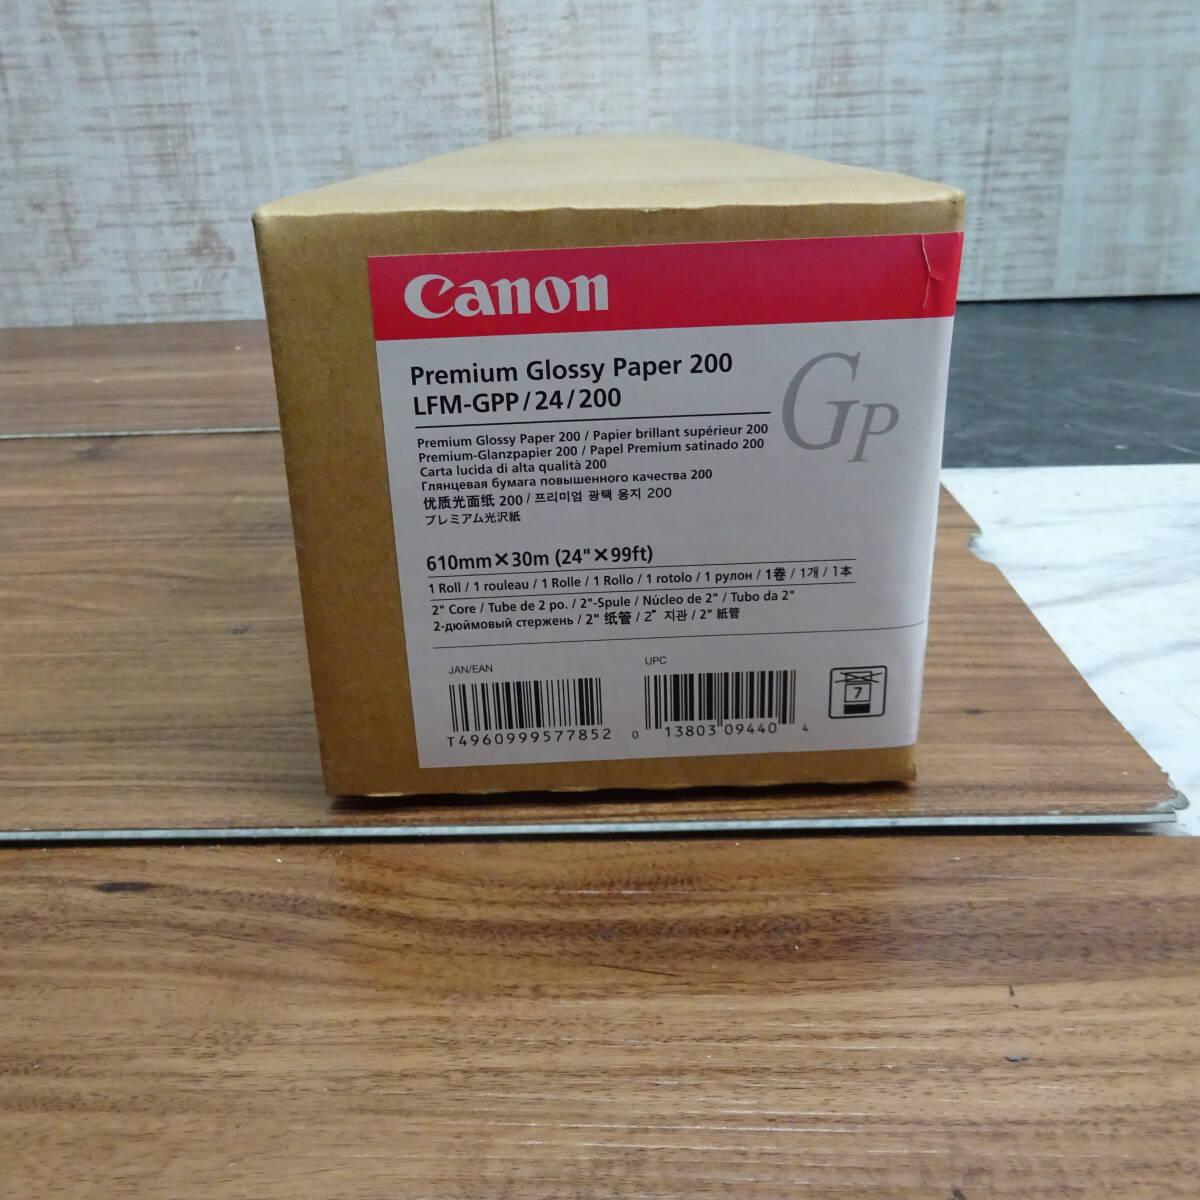 Canon
Premium Glossy Paper 200
LFM-GPP/24/200
Gp
Premium Glossy Paper 200 / Papier brillant supérieur 200
Premium-Glanzpapier 200 / Papel Premium satinado 200
Carta lucida di alta qualità 200
Глянцевая бумага повышенного качества 200
优质光面纸 200 / 프리미엄 광택 용지 200
プレミアム光沢紙
610mm×30m (24"×99ft)
1 Roll / 1 rouleau / 1 Rolle / 1 Rollo / 1 rotolo / 1 рулон / 1卷 / 1개 / 1本
2" Core / Tube de 2 po. / 2"-Spule / Núcleo de 2" / Tubo da 2"
2-дюймовый стержень / 2" 纸管 / 2" 지관 / 2" 紙管
JAN/EAN
UPC
7
T4960999577852
0 13803 09440 4